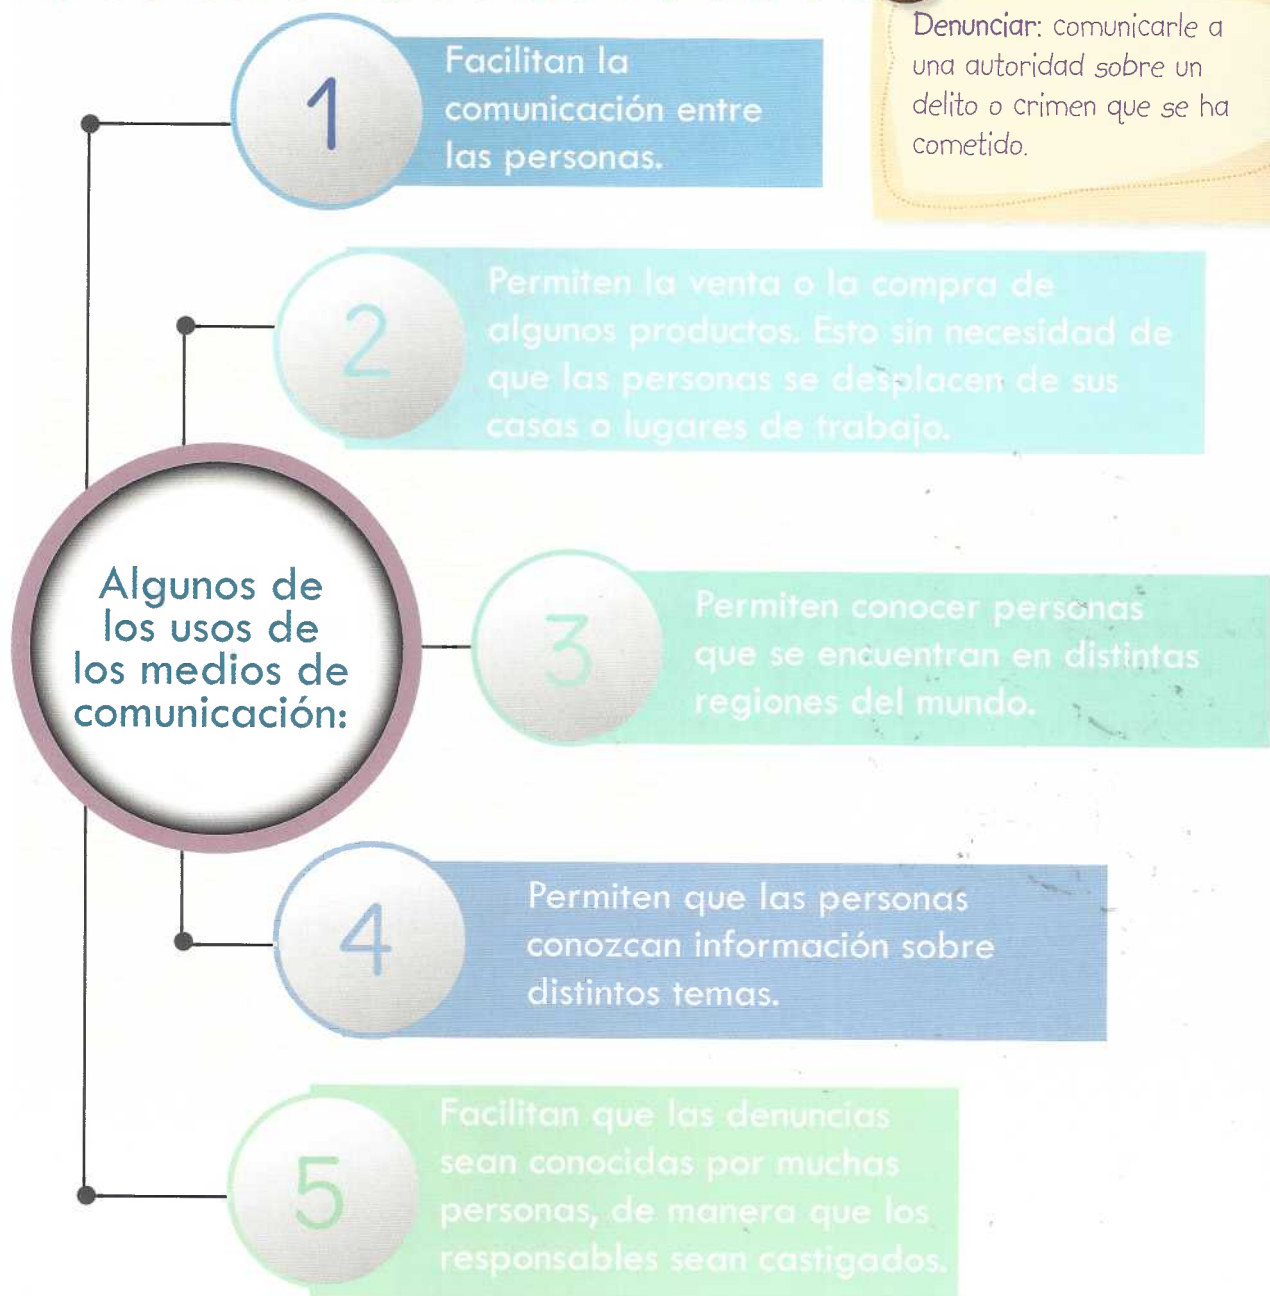 Denunciar: comunicarle a
una autoridad sobre un
delito o crimen que se ha
cometido.
1
Facilitan la
comunicación entre
las personas.
2
Permiten la venta o la compra de
algunos productos. Esto sin necesidad de
que las personas se desplacen de sus
casas o lugares de trabajo.
Algunos de
los usos de
los medios de
comunicación:
3
Permiten conocer personas
que se encuentran en distintas
regiones del mundo.
4
Permiten que las personas
conozcan información sobre
distintos temas.
5
Facilitan que las denuncias
sean conocidas por muchas
personas, de manera que los
responsables sean castigados.